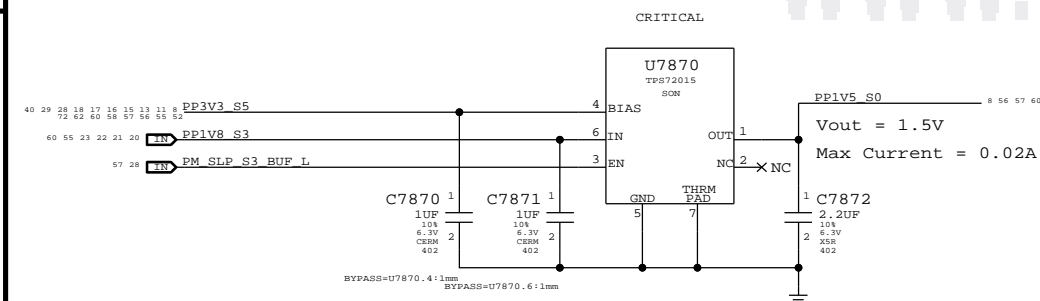 CRITICAL
U7870
TPS72015
SON
40 29 28 18 17 16 15 13 11 8 PP3V3_S5
72 62 60 58 57 56 55 52
4 BIAS
PP1V5_S0
8 56 57 60
60 55 23 22 21 20 IN PP1V8_S3
6 IN
OUT 1
Vout = 1.5V
57 28 IN PM_SLP_S3_BUF_L
3 EN
NC 2 NC
Max Current = 0.02A
GND
THRM
PAD
5
7
C7870 1
1UF
10%
6.3V
CERM
402
2
C7871 1
1UF
10%
6.3V
CERM
402
2
1 C7872
2.2UF
10%
6.3V
X5R
402
2
BYPASS=U7870.4:1mm
BYPASS=U7870.6:1mm